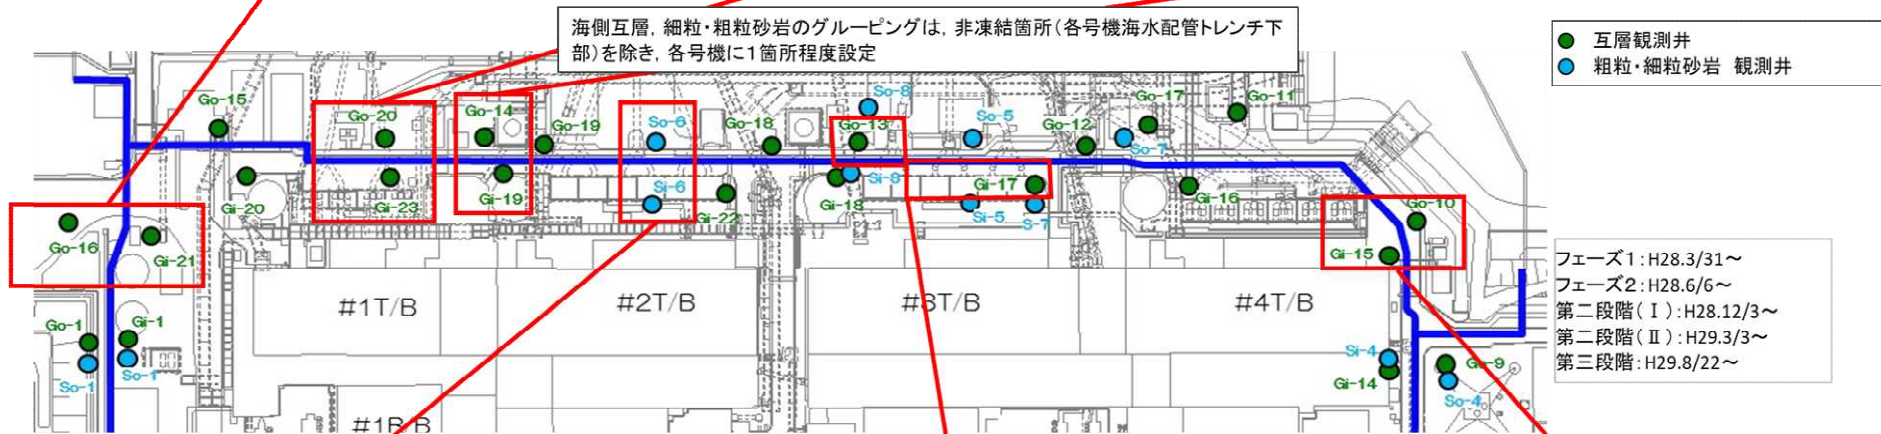 海側互層，細粒・粗粒砂岩のグルーピングは，非凍結箇所（各号機海水配管トレンチ下
部）を除き，各号機に1箇所程度設定
互層観測井
粗粒・細粒砂岩 観測井
Go-15
Go-20
Go-14
Go-19
So-6
Go-18
So-8
Go-13
So-5
Go-12
Go-17
So-7
Go-11
Gi-20
Gi-23
Gi-19
Si-6
Gi-22
Gi-18
Si-8
Gi-17
Si-5
S-7
Gi-16
Go-10
Gi-15
Go-16
Gi-21
#1T/B
#2T/B
#3T/B
#4T/B
Go-1
Gi-1
So-1
So-1
Si-4
Gi-14
Go-9
So-4
#1R/B
フェーズ1：H28.3/31～
フェーズ2：H28.6/6～
第二段階（Ⅰ）：H28.12/3～
第二段階（Ⅱ）：H29.3/3～
第三段階：H29.8/22～